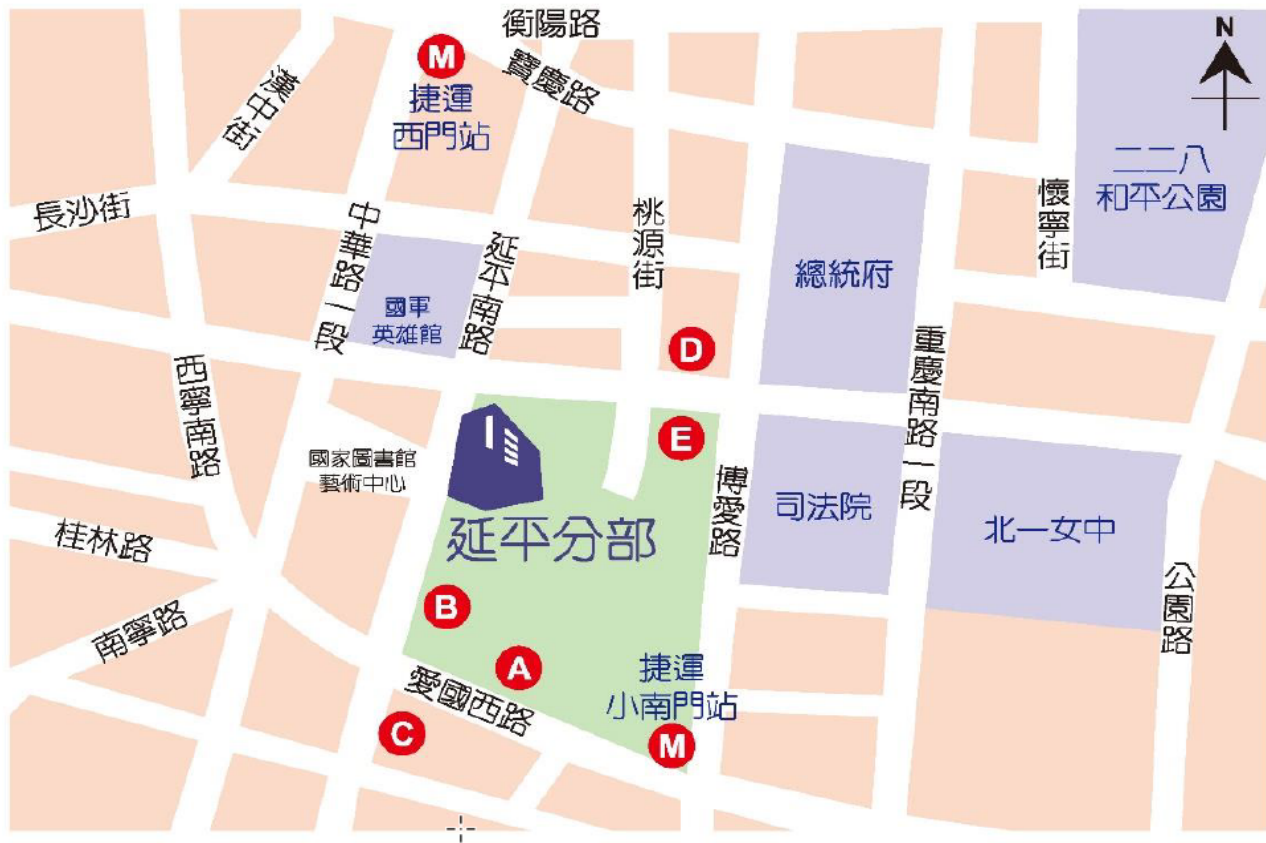 衡陽路
N
M
寶慶路
漢中街
捷運
西門站
二二八
和平公園
長沙街
中華路一段
延平南路
桃源街
懷寧街
總統府
國軍
英雄館
D
重慶南路一段
西寧南路
E
國家圖書館
藝術中心
博愛路
司法院
北一女中
延平分部
桂林路
公園路
B
南寧路
A
捷運
小南門站
愛國西路
C
M